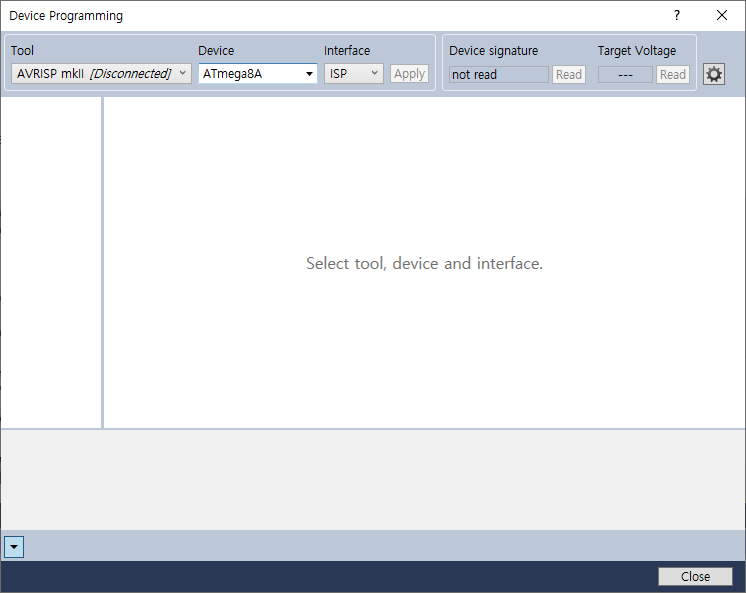 Device Programming
?
Tool Device Interface Device signature Target Voltage
AVRISP mkII [Disconnected] ATmega8A ISP Apply not read Read --- Read
Select tool, device and interface.
Close